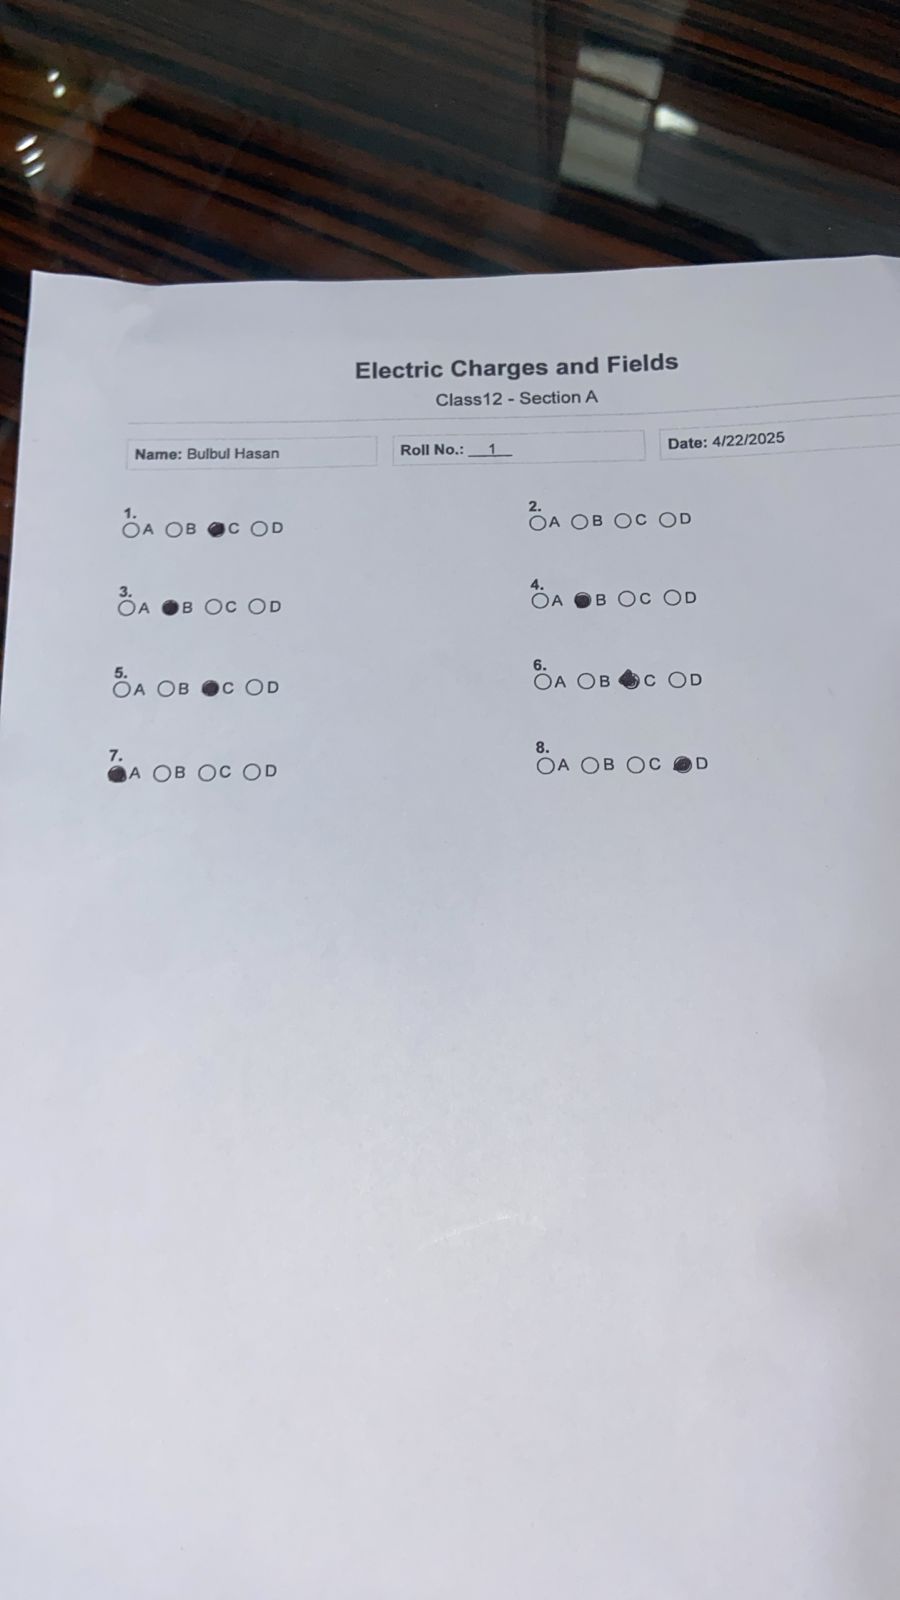 Electric Charges and Fields
Class12 - Section A
Name: Bulbul Hasan Roll No.: __1__ Date: 4/22/2025
1. 2.
A B C D A B C D
3. 4.
A B C D A B C D
5. 6.
A B C D A B C D
7. 8.
A B C D A B C D